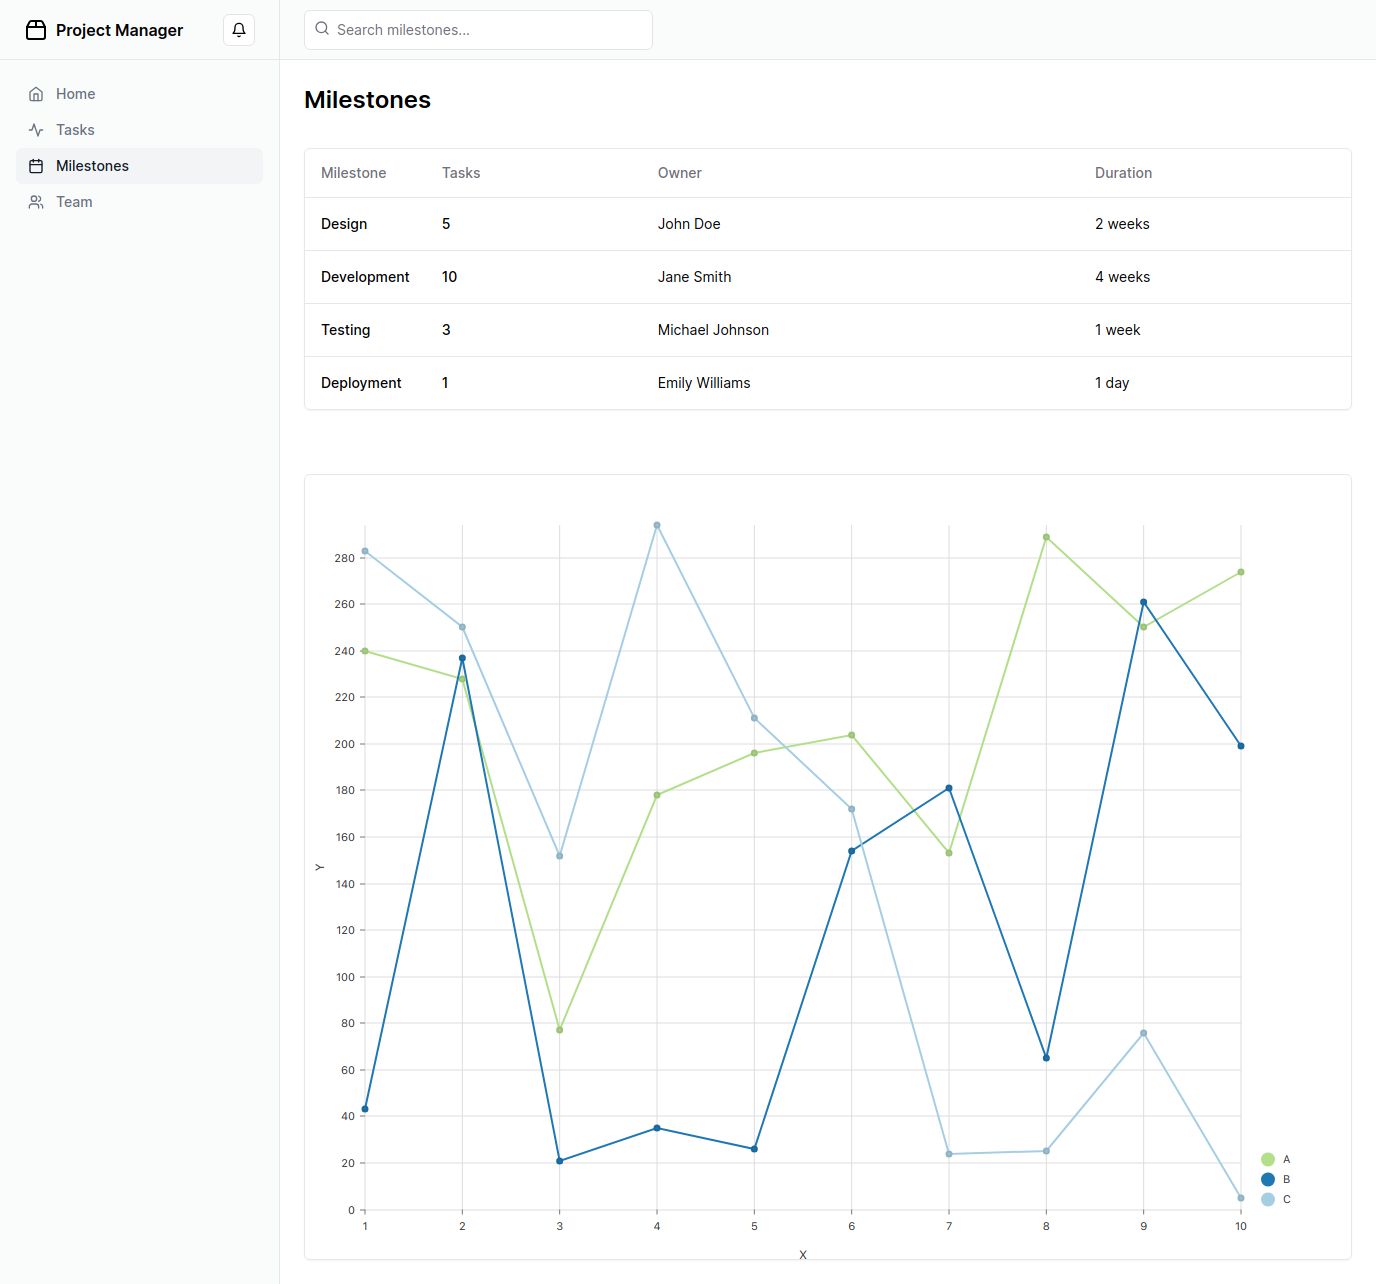 Project Manager
Search milestones...
Home
Tasks
Milestones
Team
Milestones
Milestone Tasks Owner Duration
Design 5 John Doe 2 weeks
Development 10 Jane Smith 4 weeks
Testing 3 Michael Johnson 1 week
Deployment 1 Emily Williams 1 day
280
260
240
220
200
180
160
Y
140
120
100
80
60
40
20
0
A
B
C
1 2 3 4 5 6 7 8 9 10
X